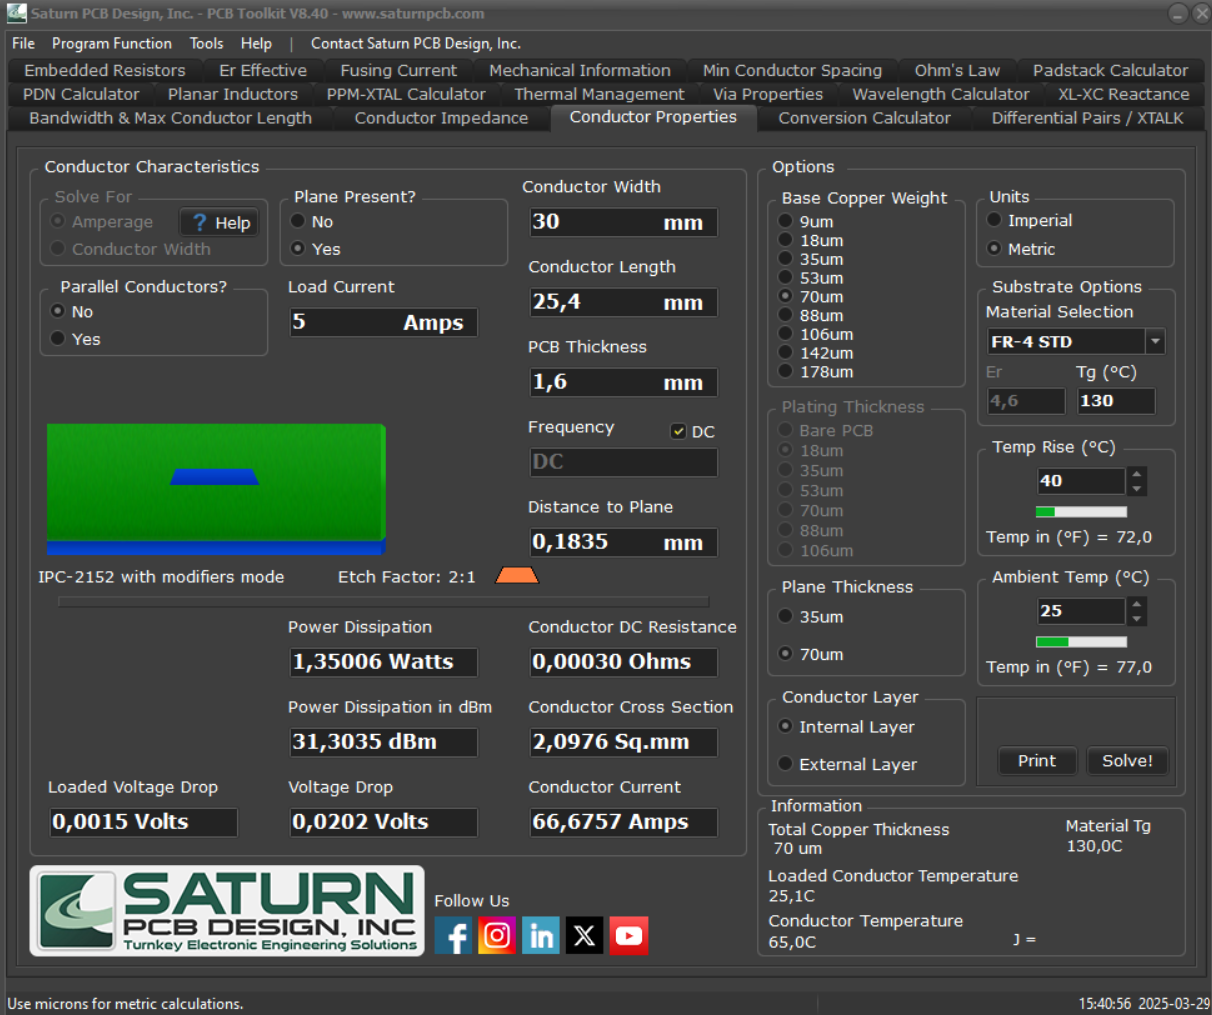 Saturn PCB Design, Inc. - PCB Toolkit V8.40 - www.saturnpcb.com
File Program Function Tools Help | Contact Saturn PCB Design, Inc.
Embedded Resistors Er Effective Fusing Current Mechanical Information Min Conductor Spacing Ohm's Law Padstack Calculator
PDN Calculator Planar Inductors PPM-XTAL Calculator Thermal Management Via Properties Wavelength Calculator XL-XC Reactance
Bandwidth & Max Conductor Length Conductor Impedance Conductor Properties Conversion Calculator Differential Pairs / XTALK
Conductor Characteristics
Solve For
Amperage
? Help
Conductor Width
Plane Present?
No
Yes
Parallel Conductors?
No
Yes
Load Current
5 Amps
Conductor Width
30 mm
Conductor Length
25,4 mm
PCB Thickness
1,6 mm
Frequency
DC
DC
Distance to Plane
0,1835 mm
IPC-2152 with modifiers mode
Etch Factor: 2:1
Power Dissipation
1,35006 Watts
Conductor DC Resistance
0,00030 Ohms
Power Dissipation in dBm
31,3035 dBm
Conductor Cross Section
2,0976 Sq.mm
Loaded Voltage Drop
0,0015 Volts
Voltage Drop
0,0202 Volts
Conductor Current
66,6757 Amps
Options
Base Copper Weight
9um
18um
35um
53um
70um
88um
106um
142um
178um
Plating Thickness
Bare PCB
18um
35um
53um
70um
88um
106um
Plane Thickness
35um
70um
Conductor Layer
Internal Layer
External Layer
Units
Imperial
Metric
Substrate Options
Material Selection
FR-4 STD
Er Tg (°C)
4,6 130
Temp Rise (°C)
40
Temp in (°F) = 72,0
Ambient Temp (°C)
25
Temp in (°F) = 77,0
Print Solve!
Information
Total Copper Thickness
70 um
Material Tg
130,0C
Loaded Conductor Temperature
25,1C
Conductor Temperature
65,0C
J =
SATURN
PCB DESIGN, INC
Turnkey Electronic Engineering Solutions
Follow Us
Use microns for metric calculations.
15:40:56 2025-03-29